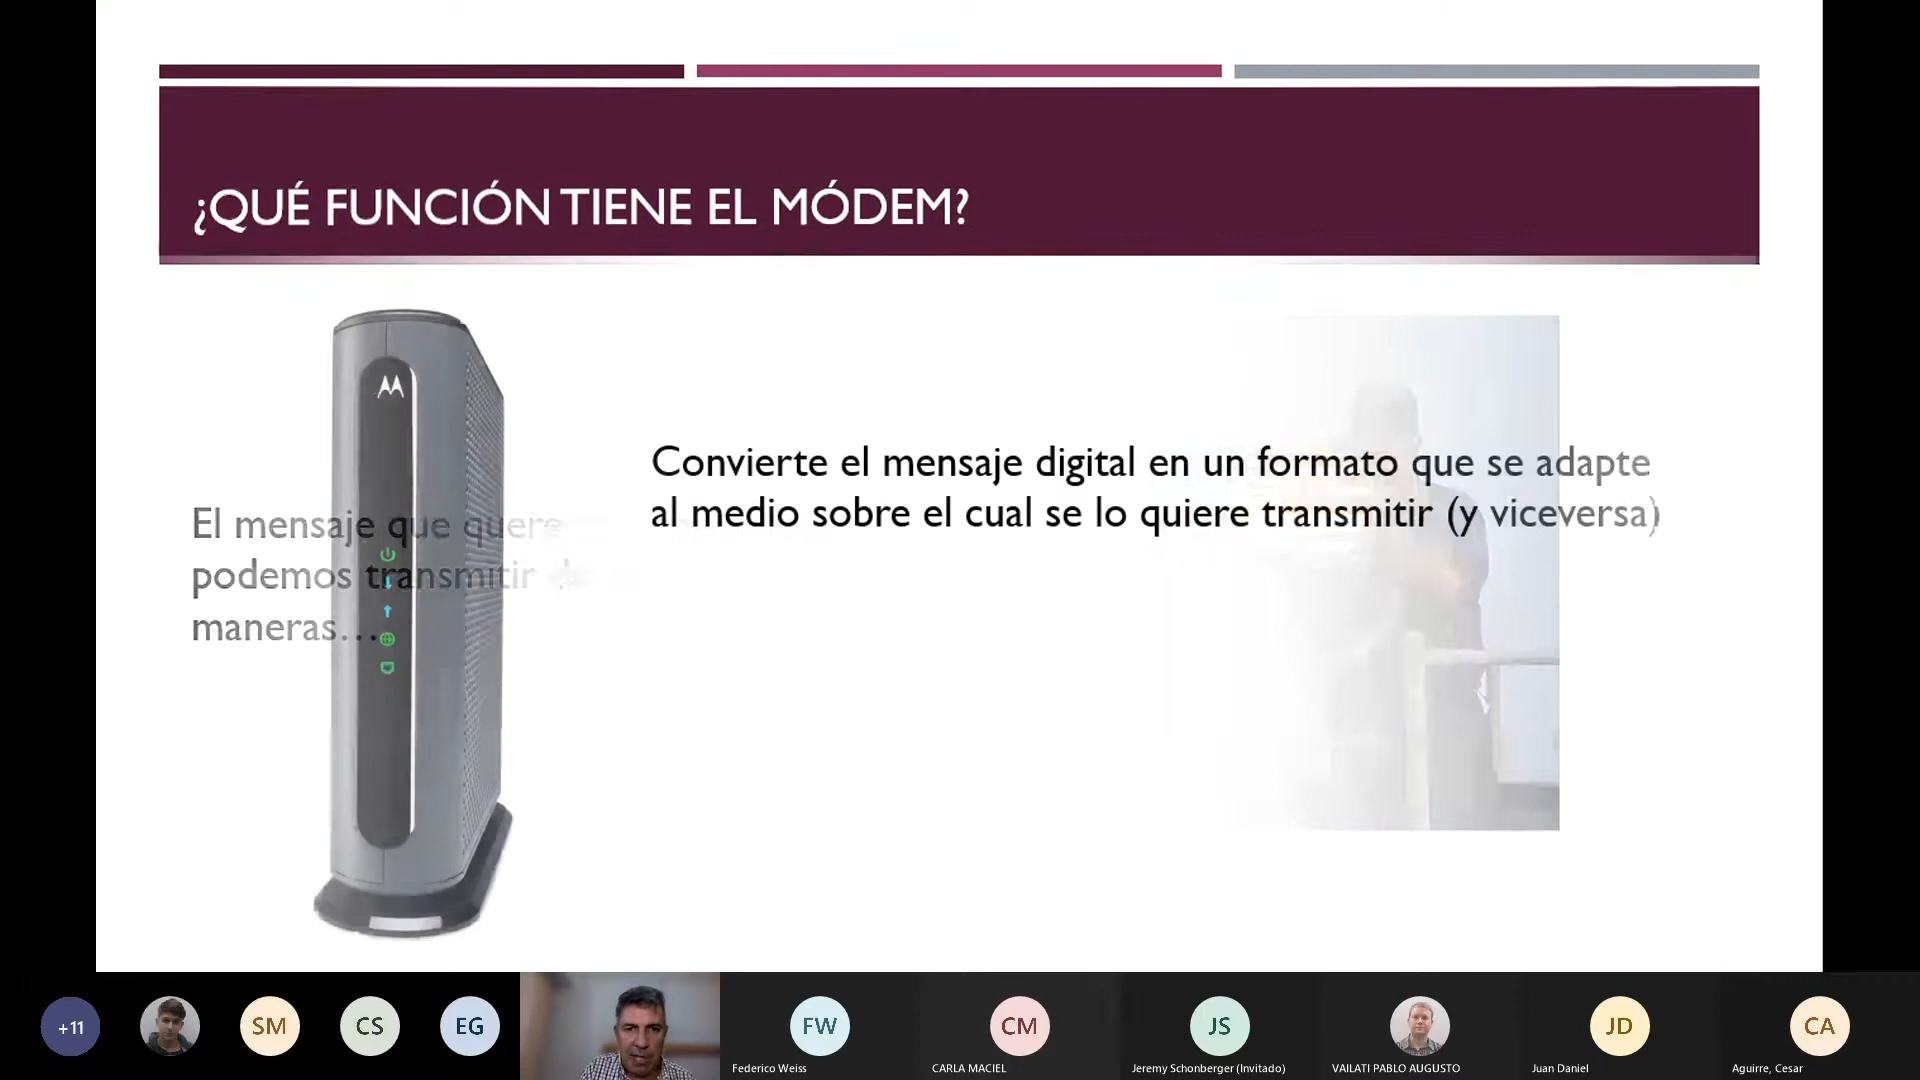 ¿QUÉ FUNCIÓN TIENE EL MÓDEM?
Convierte el mensaje digital en un formato que se adapte
al medio sobre el cual se lo quiere transmitir (y viceversa)
El mensaje que quere
podemos transmitir de
maneras...
+11
SM
CS
EG
FW
Federico Weiss
CM
CARLA MACIEL
JS
Jeremy Schonberger (Invitado)
VAILATI PABLO AUGUSTO
JD
Juan Daniel
CA
Aguirre, Cesar